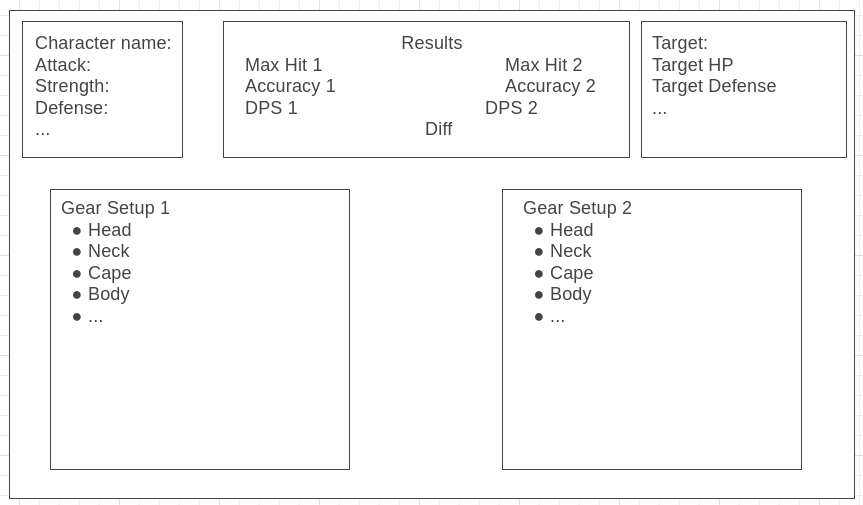 Character name:
Attack:
Strength:
Defense:
...
Results
Max Hit 1 Max Hit 2
Accuracy 1 Accuracy 2
DPS 1 DPS 2
Diff
Target:
Target HP
Target Defense
...
Gear Setup 1
● Head
● Neck
● Cape
● Body
● ...
Gear Setup 2
● Head
● Neck
● Cape
● Body
● ...